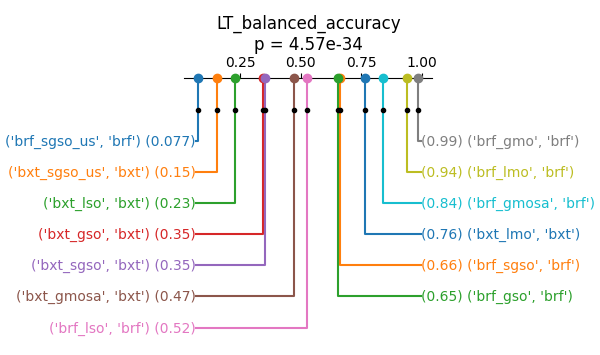 LT_balanced_accuracy
p = 4.57e-34
0.25 0.50 0.75 1.00
('brf_sgso_us', 'brf') (0.077) (0.99) ('brf_gmo', 'brf')
('bxt_sgso_us', 'bxt') (0.15) (0.94) ('brf_lmo', 'brf')
('bxt_lso', 'bxt') (0.23) (0.84) ('brf_gmosa', 'brf')
('bxt_gso', 'bxt') (0.35) (0.76) ('bxt_lmo', 'bxt')
('bxt_sgso', 'bxt') (0.35) (0.66) ('brf_sgso', 'brf')
('bxt_gmosa', 'bxt') (0.47) (0.65) ('brf_gso', 'brf')
('brf_lso', 'brf') (0.52)